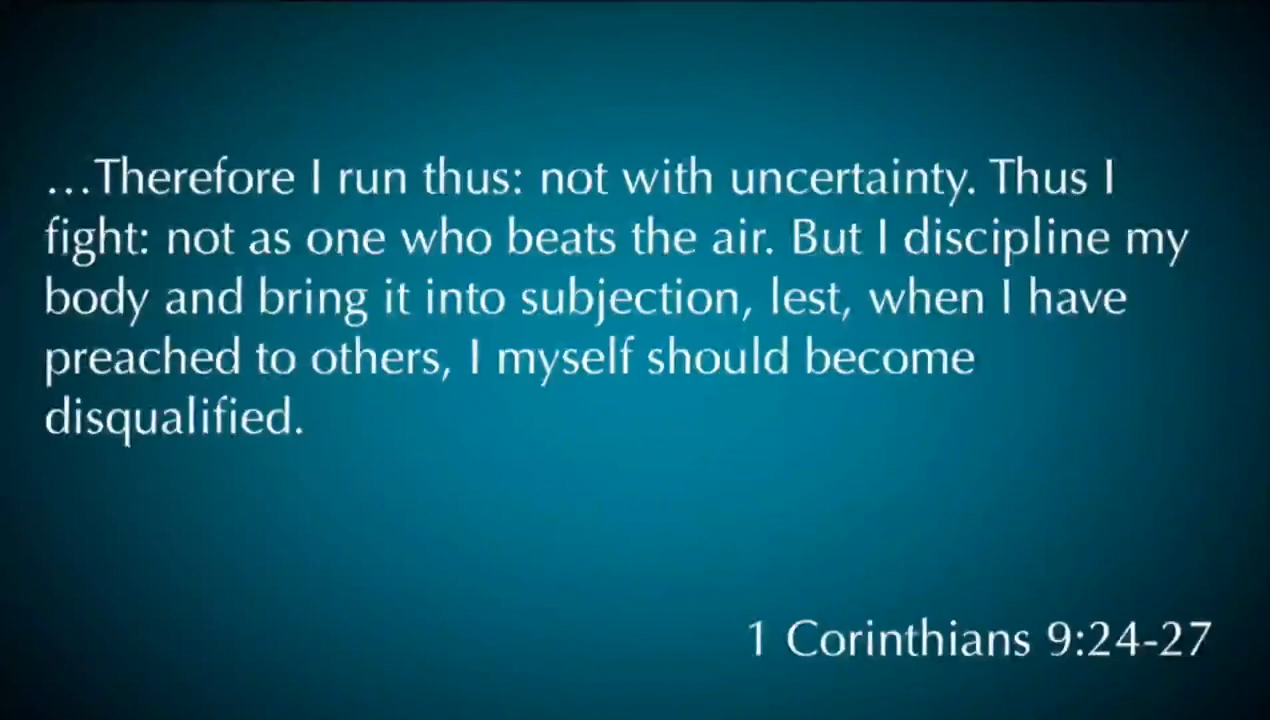 …Therefore I run thus: not with uncertainty. Thus I
fight: not as one who beats the air. But I discipline my
body and bring it into subjection, lest, when I have
preached to others, I myself should become
disqualified.
1 Corinthians 9:24-27